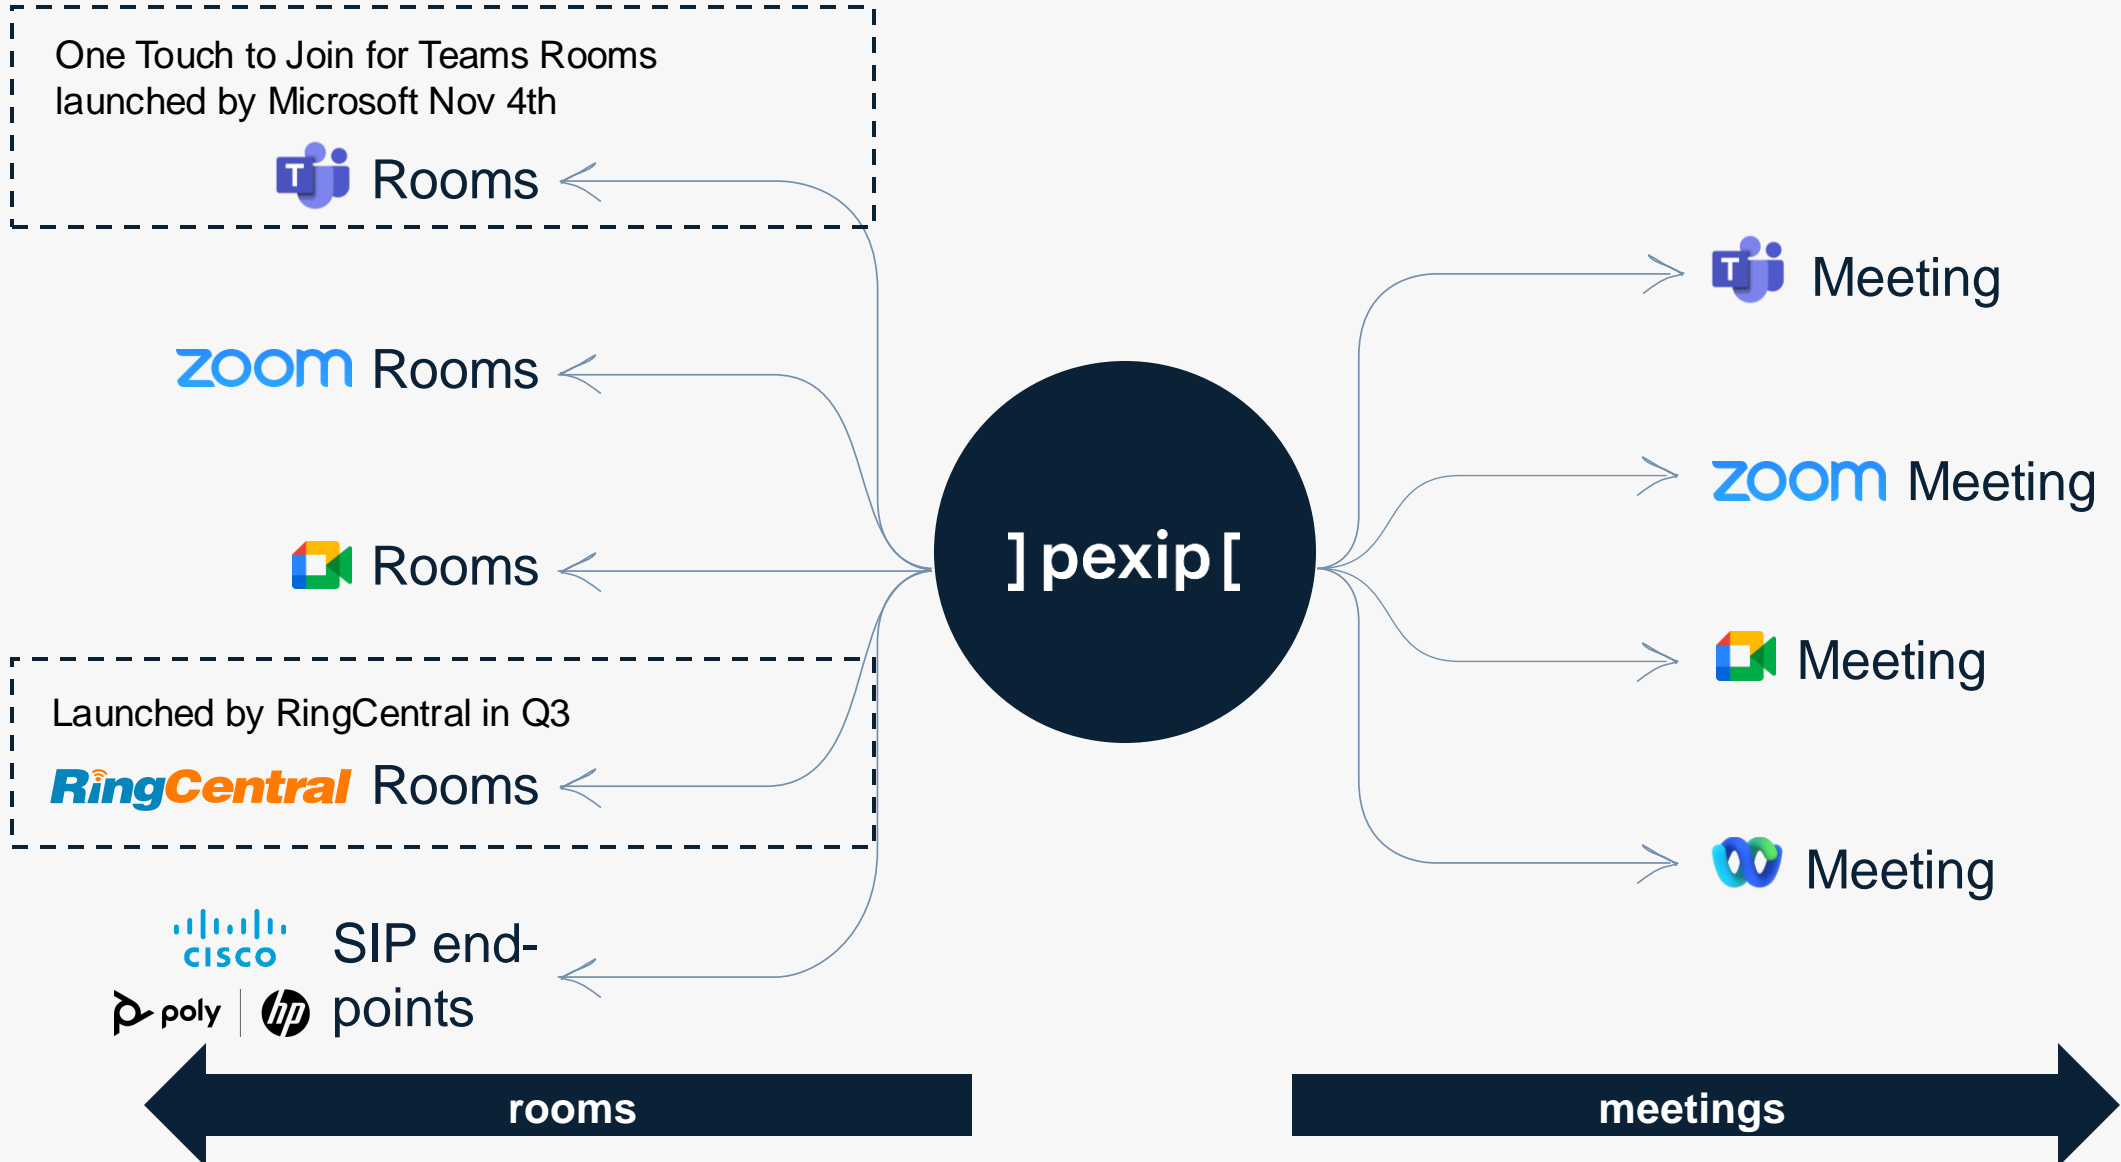 One Touch to Join for Teams Rooms
launched by Microsoft Nov 4th
T Rooms
zoom Rooms
Rooms
Launched by RingCentral in Q3
RingCentral Rooms
CISCO
poly | hp
SIP end-
points
rooms
]pexip[
T Meeting
zoom Meeting
Meeting
Meeting
meetings